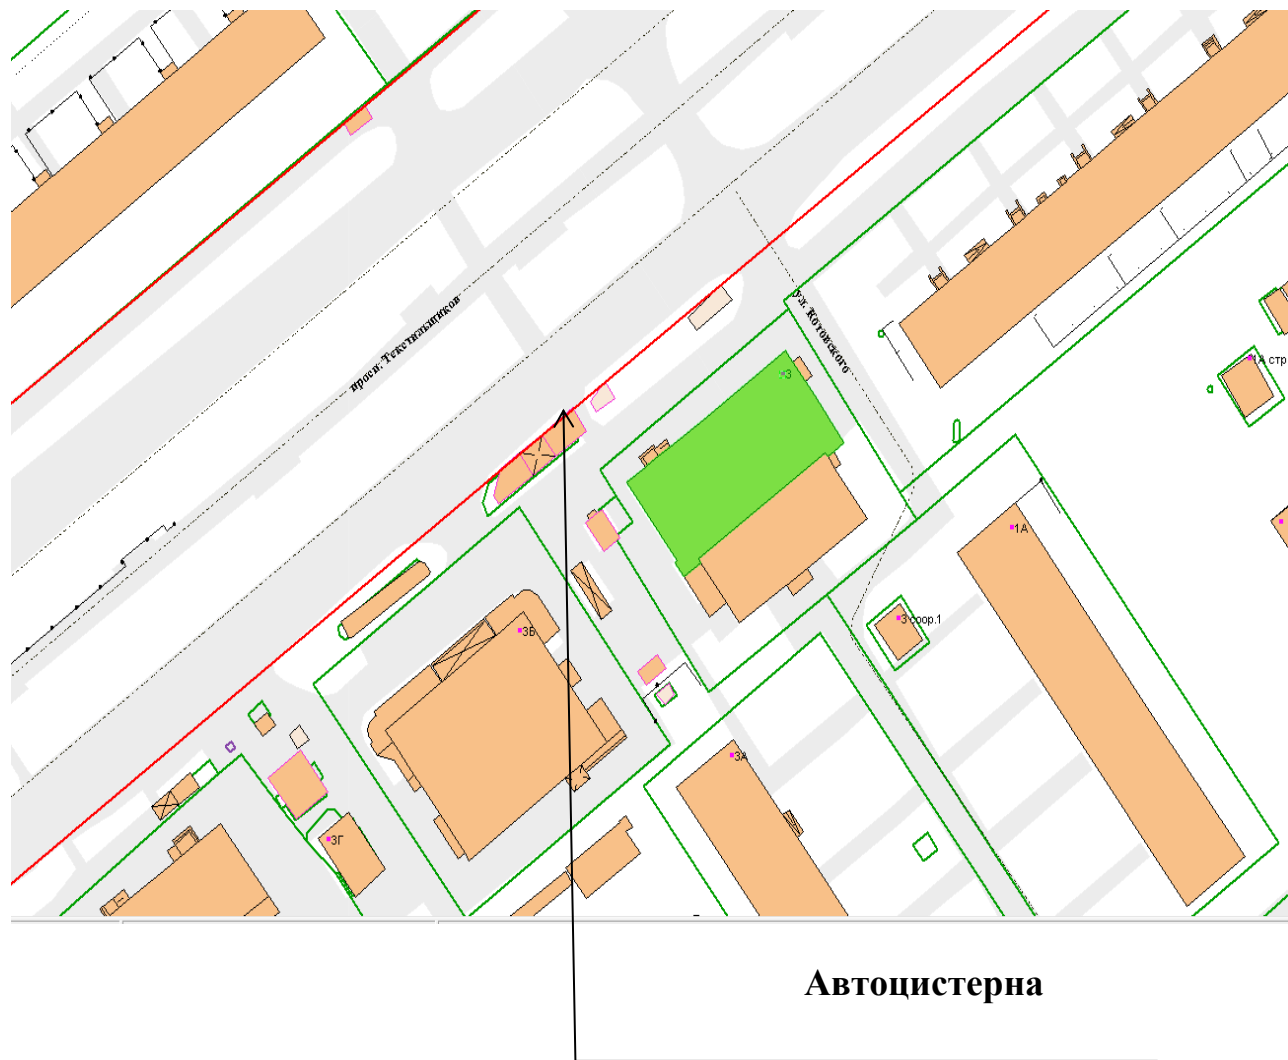 просп. Текстильщиков
ул. Котовского
3
1А стр
1А
3 соор.1
3Б
3А
3Г
Автоцистерна